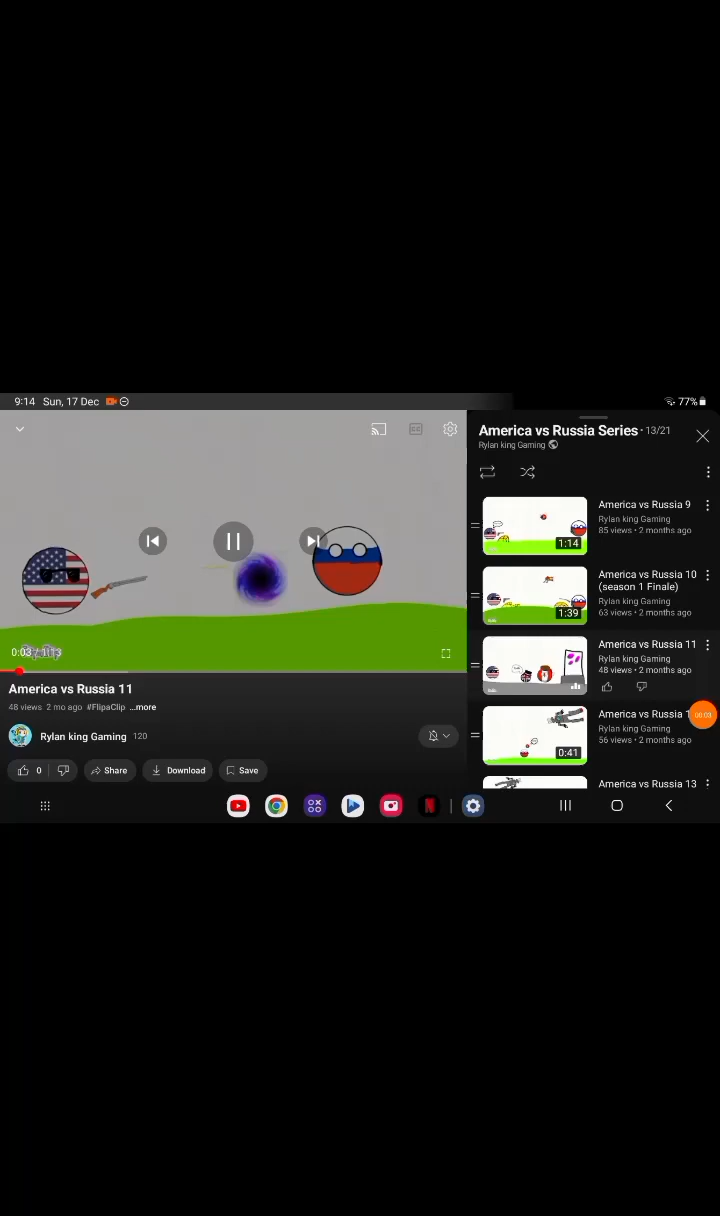 9:14 Sun, 17 Dec
77%
America vs Russia Series · 13/21
Rylan king Gaming
America vs Russia 9
Rylan king Gaming
85 views • 2 months ago
1:14
America vs Russia 10
(season 1 Finale)
Rylan king Gaming
63 views • 2 months ago
1:39
America vs Russia 11
Rylan king Gaming
48 views • 2 months ago
America vs Russia 1
Rylan king Gaming
56 views • 2 months ago
0:41
America vs Russia 13
00:03
0:03 / 1:13
America vs Russia 11
48 views 2 mo ago #FlipaClip ...more
Rylan king Gaming 120
0 Share Download Save